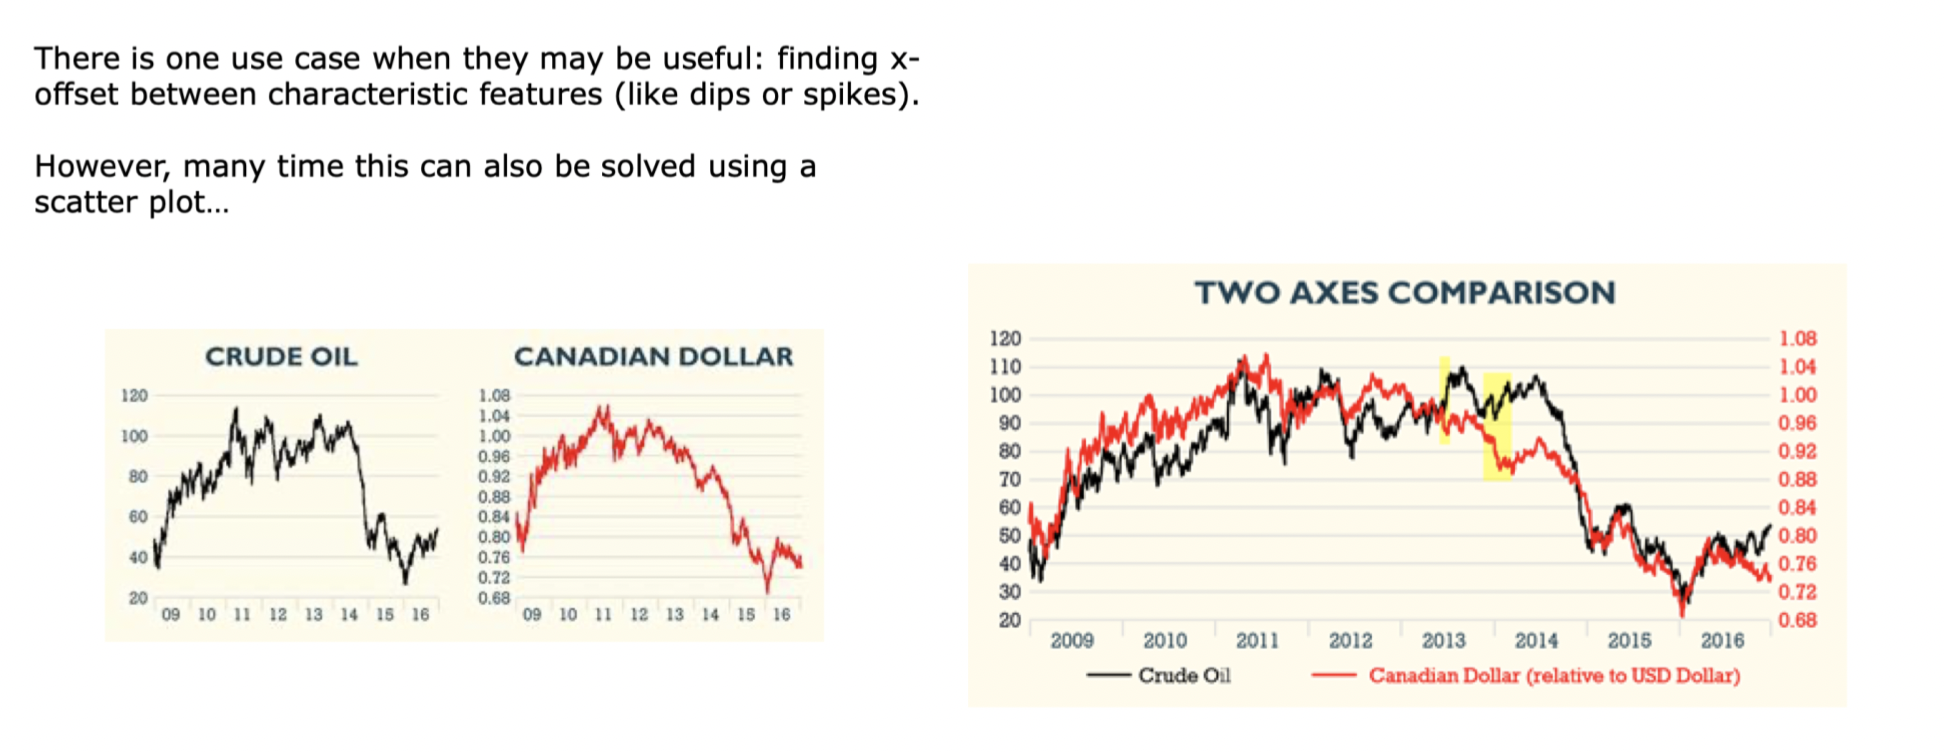 There is one use case when they may be useful: finding x-
offset between characteristic features (like dips or spikes).
However, many time this can also be solved using a
scatter plot...
CRUDE OIL
120
100
80
60
40
20
09 10 11 12 13 14 15 16
CANADIAN DOLLAR
1.08
1.04
1.00
0.96
0.92
0.88
0.84
0.80
0.76
0.72
0.68
09 10 11 12 13 14 15 16
TWO AXES COMPARISON
120 1.08
110 1.04
100 1.00
90 0.96
80 0.92
70 0.88
60 0.84
50 0.80
40 0.76
30 0.72
20 0.68
2009 2010 2011 2012 2013 2014 2015 2016
Crude Oil Canadian Dollar (relative to USD Dollar)